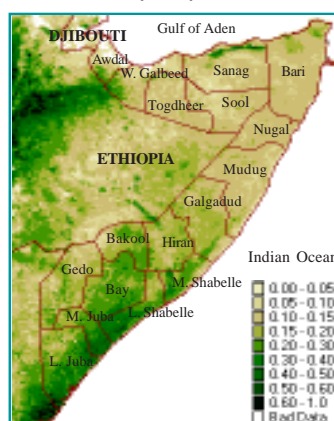 Gulf of Aden
DJIBOUTI
Awdal
W. Galbeed
Sanag
Bari
Togdheer
Sool
Nugal
ETHIOPIA
Mudug
Galgadud
Bakool
Hiran
Indian Ocean
Gedo
Bay
M. Shabelle
M. Juba
L. Shabelle
L. Juba
0.00 - 0.05
0.05 - 0.10
0.10 - 0.15
0.15 - 0.20
0.20 - 0.30
0.30 - 0.40
0.40 - 0.50
0.50 - 0.60
0.60 - 1.0
Bad Data